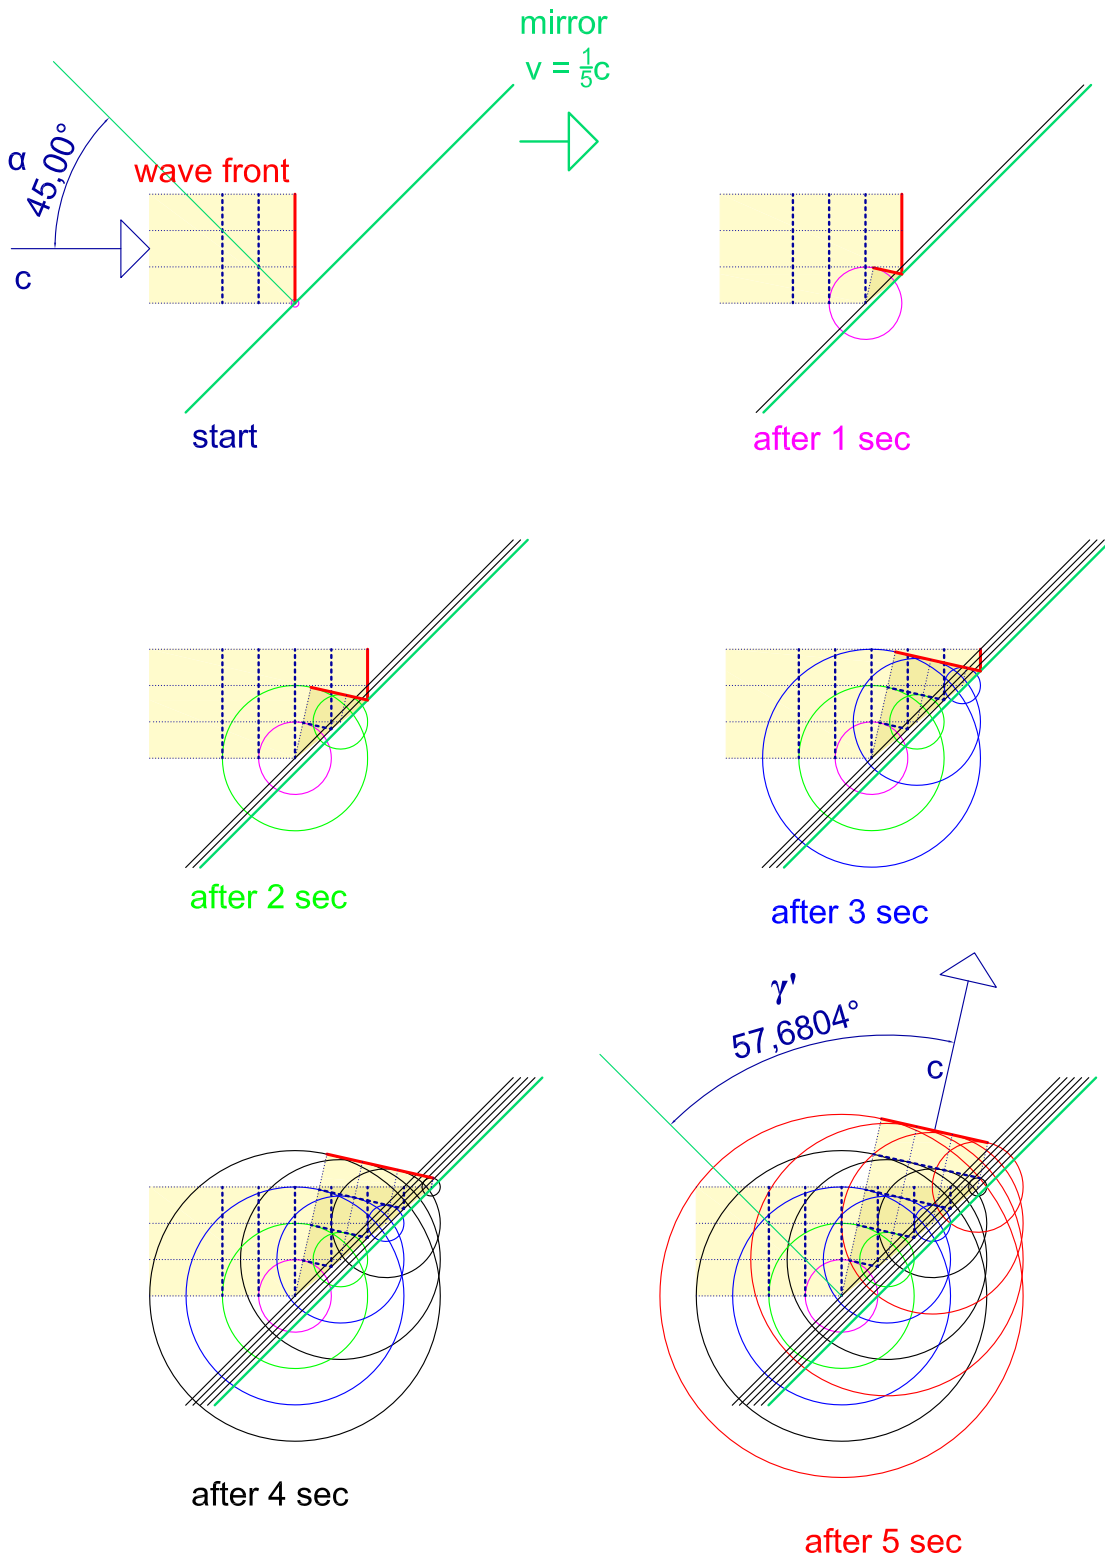 mirror
v = 1/5 c
α
45,00°
wave front
c
start
after 1 sec
after 2 sec
after 3 sec
γ'
57,6804°
c
after 4 sec
after 5 sec